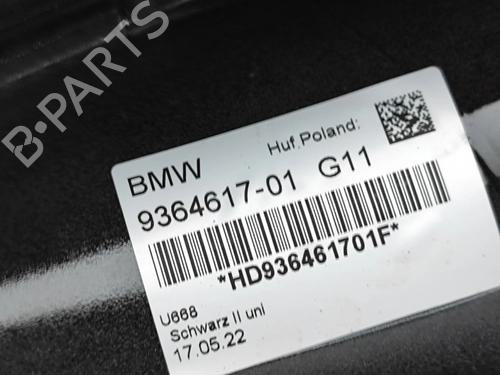 B-PARTS
Huf Poland:
BMW
9364617-01 G11
*HD936461701F*
U668
Schwarz II uni
17.05.22